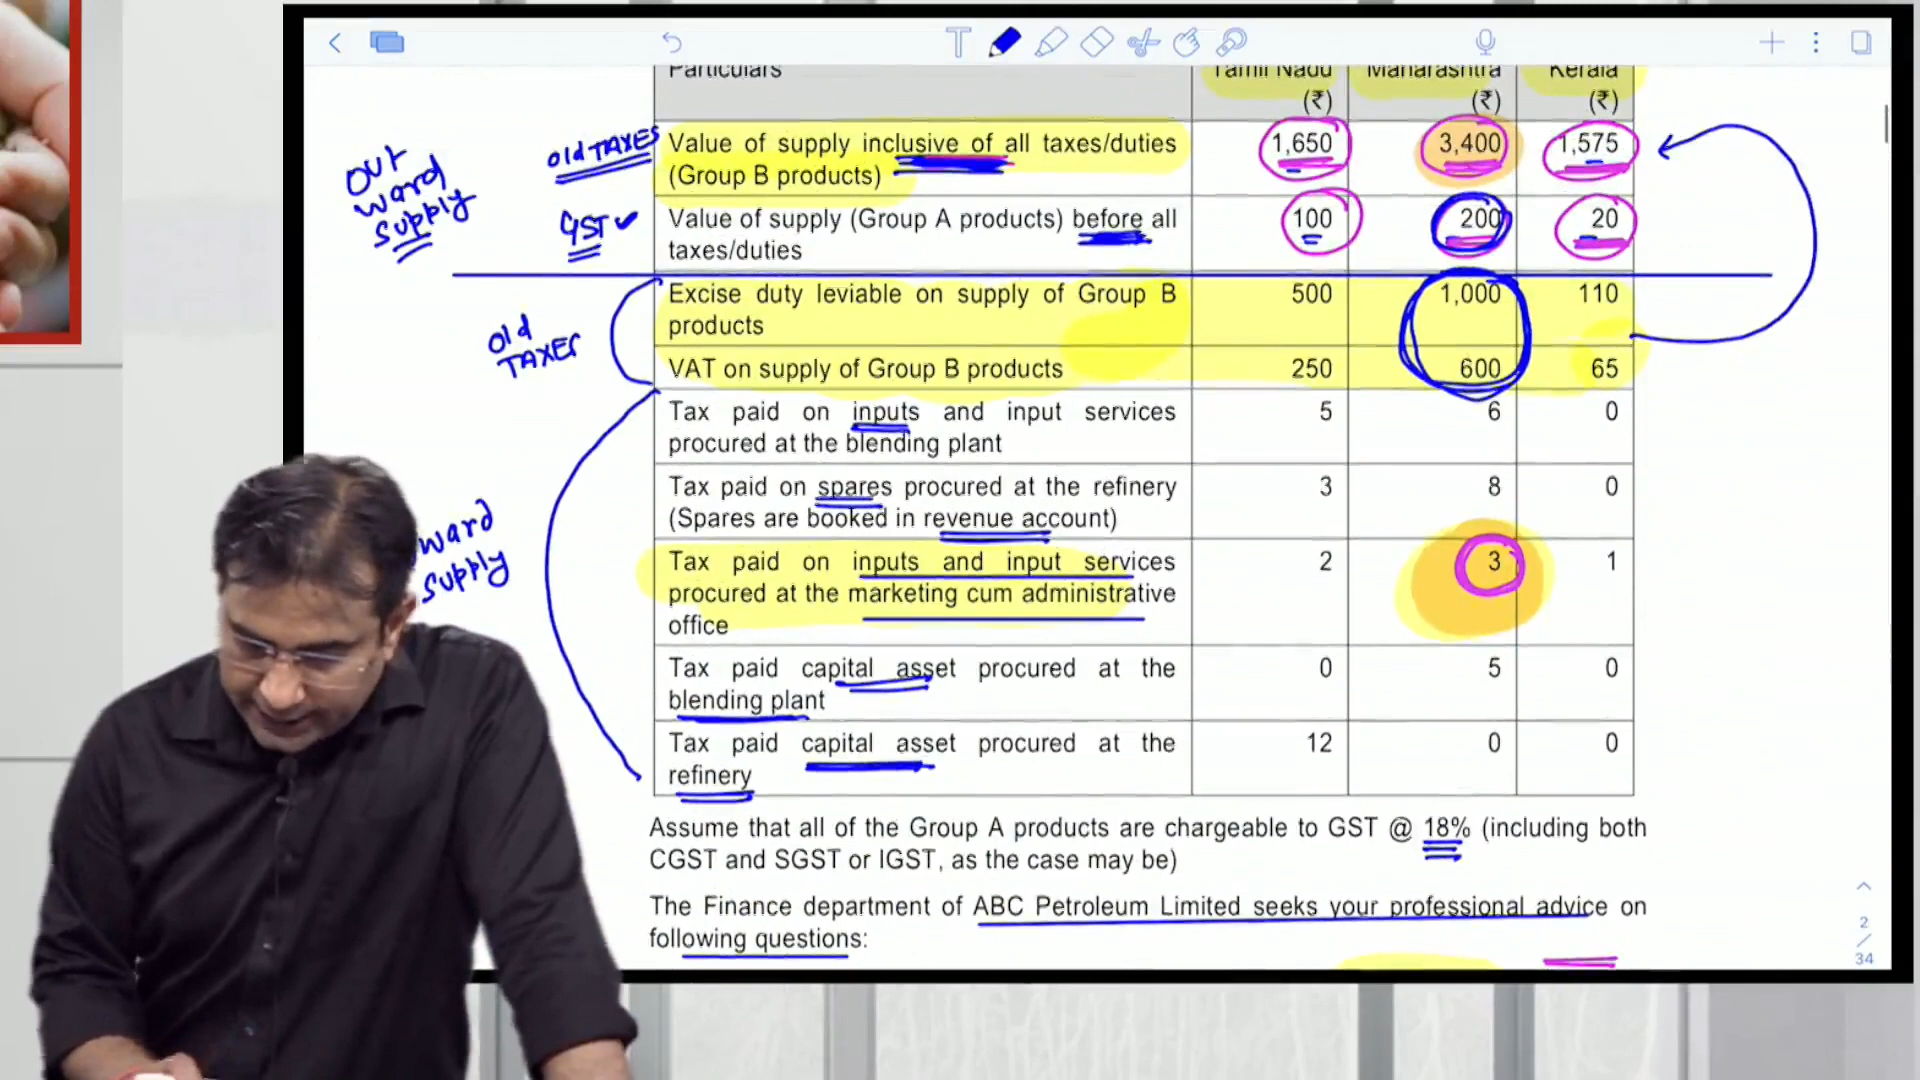 Particulars Tamil Nadu Maharashtra Kerala
(₹) (₹) (₹)
old TAXES Value of supply inclusive of all taxes/duties 1,650 3,400 1,575
(Group B products)
OUT
ward
supply
GST Value of supply (Group A products) before all 100 200 20
taxes/duties
Excise duty leviable on supply of Group B 500 1,000 110
products
old
TAXES
VAT on supply of Group B products 250 600 65
Tax paid on inputs and input services 5 6 0
procured at the blending plant
Tax paid on spares procured at the refinery 3 8 0
(Spares are booked in revenue account)
ward
supply
Tax paid on inputs and input services 2 3 1
procured at the marketing cum administrative
office
Tax paid capital asset procured at the 0 5 0
blending plant
Tax paid capital asset procured at the 12 0 0
refinery
Assume that all of the Group A products are chargeable to GST @ 18% (including both
CGST and SGST or IGST, as the case may be)
The Finance department of ABC Petroleum Limited seeks your professional advice on
following questions:
2
/
34